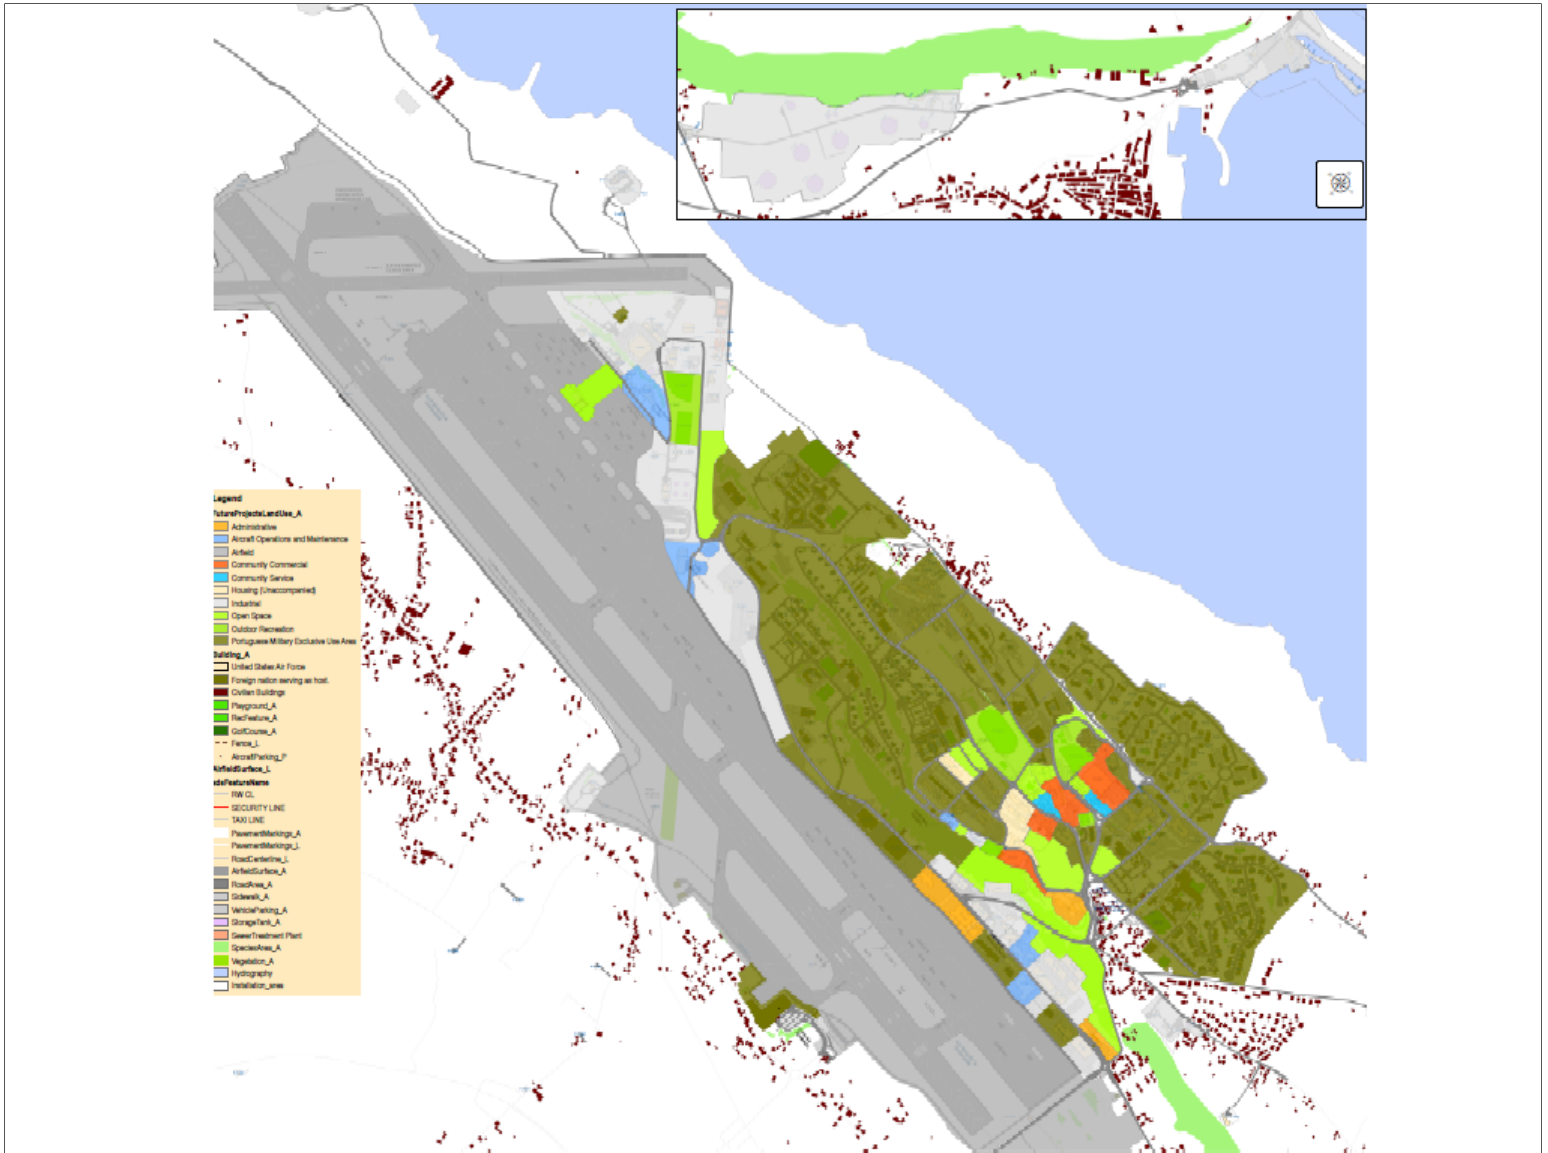 Legend
FutureProjectsLandUse_A
Administrative
Aircraft Operations and Maintenance
Airfield
Community Commercial
Community Service
Housing (Unaccompanied)
Industrial
Open Space
Outdoor Recreation
Portuguese Military Exclusive Use Area
Building_A
United States Air Force
Foreign nation serving as host.
Civilian Buildings
Playground_A
RecFeature_A
GolfCourse_A
Fence_L
AircraftParking_P
AirfieldSurface_L
RW CL
SECURITY LINE
TAXI LINE
PavementMarkings_A
PavementMarkings_L
RoadCenterline_L
AirfieldSurface_A
RoadArea_A
Sidewalk_A
VehicleParking_A
StorageTank_A
SewerTreatment Plant
SpeciesArea_A
Vegetation_A
Hydrography
Installation_area